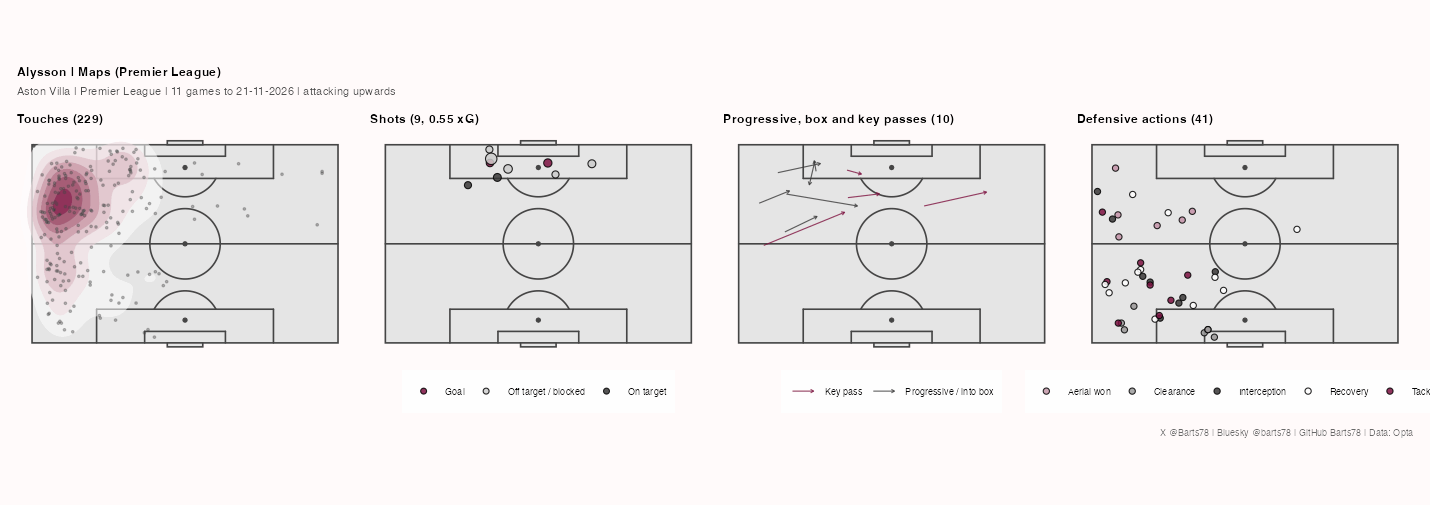 Alysson | Maps (Premier League)
Aston Villa | Premier League | 11 games to 21-11-2026 | attacking upwards
Touches (229)
Shots (9, 0.55 xG)
Progressive, box and key passes (10)
Defensive actions (41)
Goal
Off target / blocked
On target
Key pass
Progressive / into box
Aerial won
Clearance
Interception
Recovery
Tack
X @Barts78 | Bluesky @barts78 | GitHub Barts78 | Data: Opta